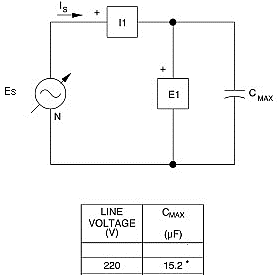 Is
+
I1
+
Es
N
E1
CMAX
LINE VOLTAGE (V)
CMAX (µF)
220
15.2*